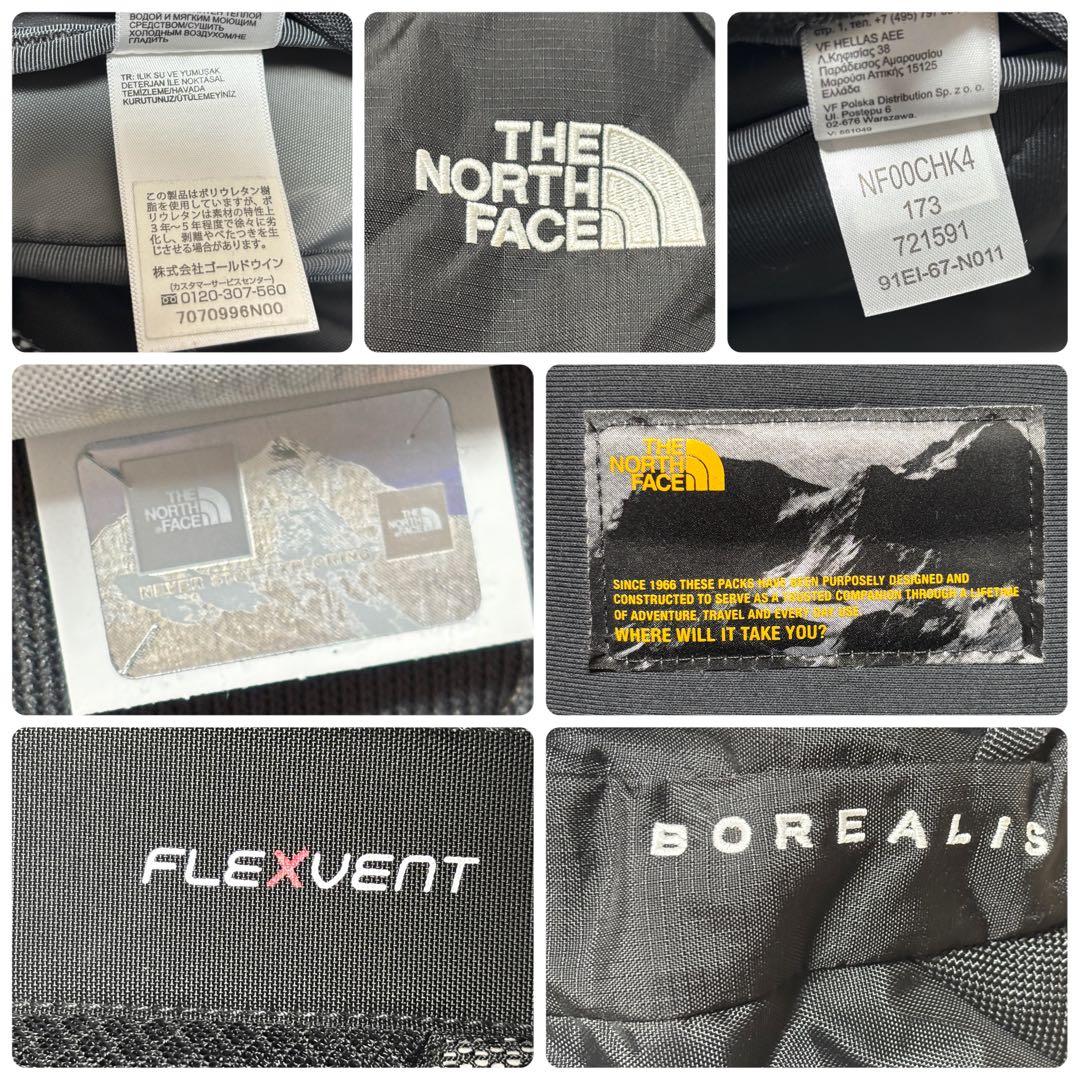 ВОДОЙ И МЯГКИМ МОЮЩИМ
СРЕДСТВОМ/СУШИТЬ
ХОЛОДНЫМ ВОЗДУХОМ/НЕ
ГЛАДИТЬ
TR: ILIK SU VE YUMUŞAK
DETERJAN İLE NOKTASAL
TEMİZLEME/HAVADA
KURUTUNUZ/ÜTÜLEMEYİNİZ
この製品はポリウレタン樹
脂を使用していますが、ポ
リウレタンは素材の特性上
3年〜5年程度で徐々に劣
化し、剥離やべたつきを生
じさせる場合があります。
株式会社ゴールドウイン
(カスタマーサービスセンター)
0120-307-560
7070996N00
THE
NORTH
FACE
стр. 1, тел. +7 (495)
VF HELLAS AEE
Λ.Κηφισίας 38
Παράδεισος Αμαρουσίου
Μαρούσι Αττικής 15125
Ελλάδα
VF Polska Distribution Sp. z o. o.
Ul. Postępu 6
02-676 Warszawa.
V: 551049
NF00CHK4
173
721591
91EI-67-N011
THE
NORTH
FACE
THE
NORTH
FACE
NEVER STOP EXPLORING
THE
NORTH
FACE
SINCE 1966 THESE PACKS HAVE BEEN PURPOSELY DESIGNED AND
CONSTRUCTED TO SERVE AS A TRUSTED COMPANION THROUGH A LIFETIME
OF ADVENTURE, TRAVEL AND EVERY DAY USE
WHERE WILL IT TAKE YOU?
FLEXVENT
BOREALIS